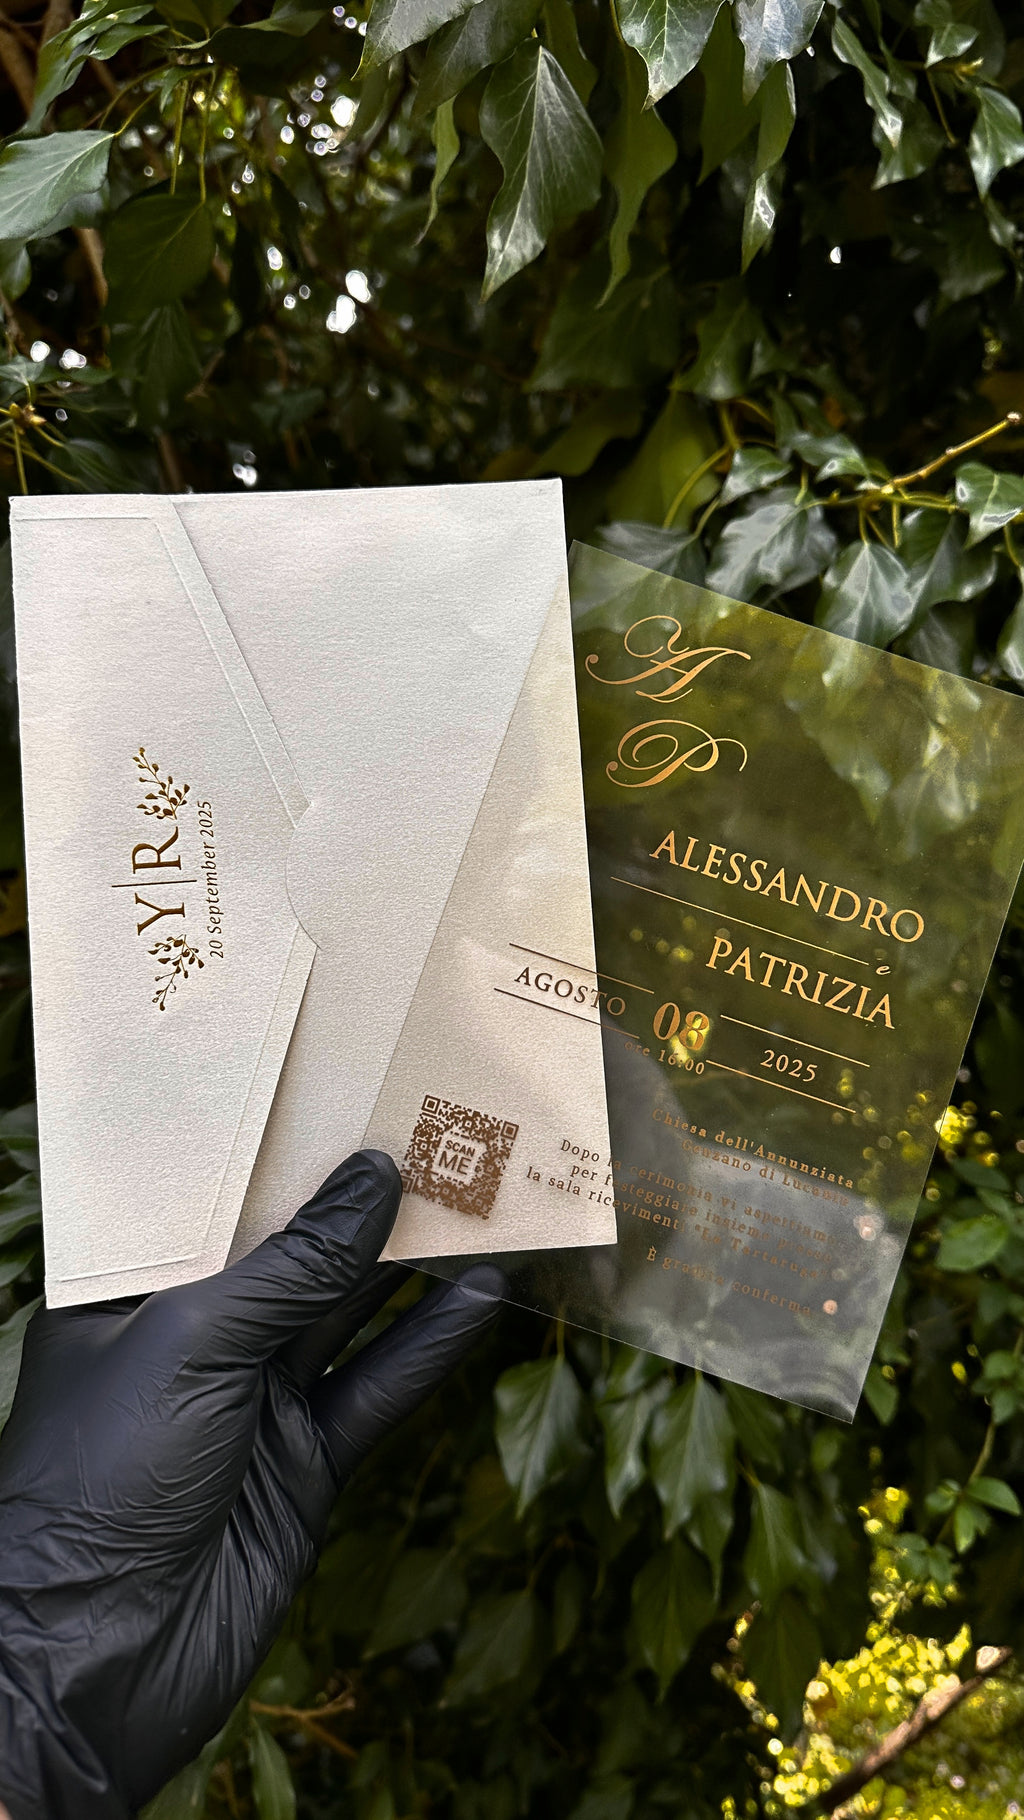 Y|R
20 September 2025
A
P
ALESSANDRO
e
PATRIZIA
AGOSTO 08 2025
ore 16:00
Chiesa dell'Annunziata
Genzano di Lucania
Dopo la cerimonia vi aspettiamo
per festeggiare insieme presso
la sala ricevimenti "La Tartaruga"
È gradita conferma
SCAN
ME